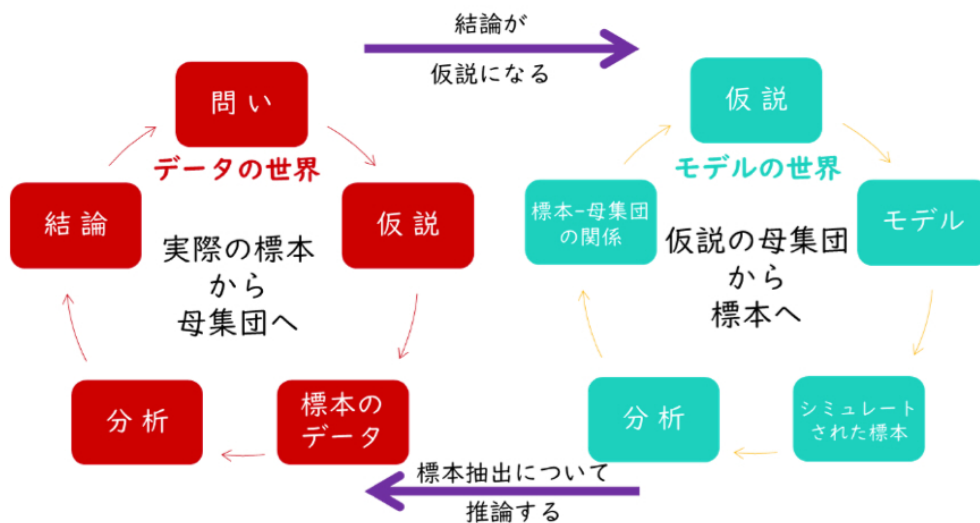 結論が
仮説になる
問い
データの世界
結論
仮説
実際の標本
から
母集団へ
分析
標本の
データ
仮説
モデルの世界
標本-母集団
の関係
モデル
仮説の母集団
から
標本へ
分析
シミュレート
された標本
標本抽出について
推論する